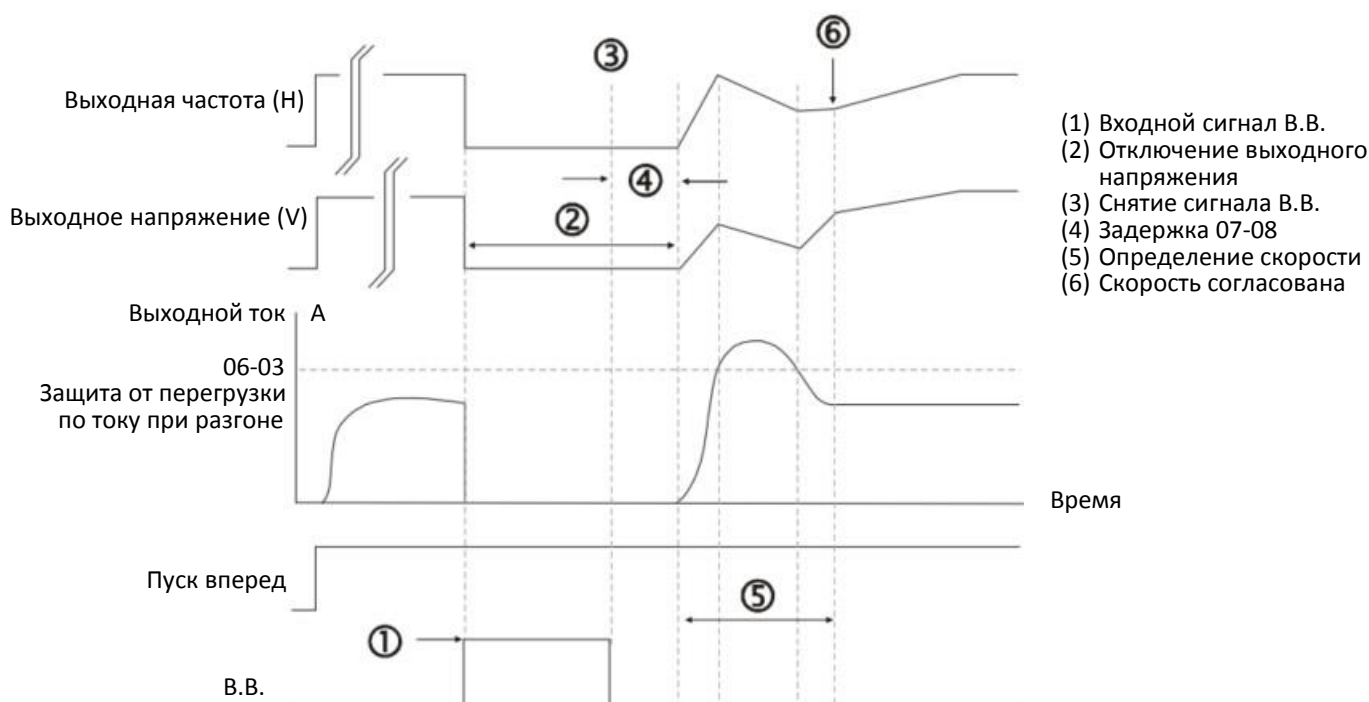 ⑥
③
Выходная частота (H)
(1) Входной сигнал B.B.
(2) Отключение выходного
напряжения
(3) Снятие сигнала B.B.
(4) Задержка 07-08
(5) Определение скорости
(6) Скорость согласована
④
Выходное напряжение (V)
②
Выходной ток
A
06-03
Защита от перегрузки
по току при разгоне
Время
Пуск вперед
⑤
①
B.B.